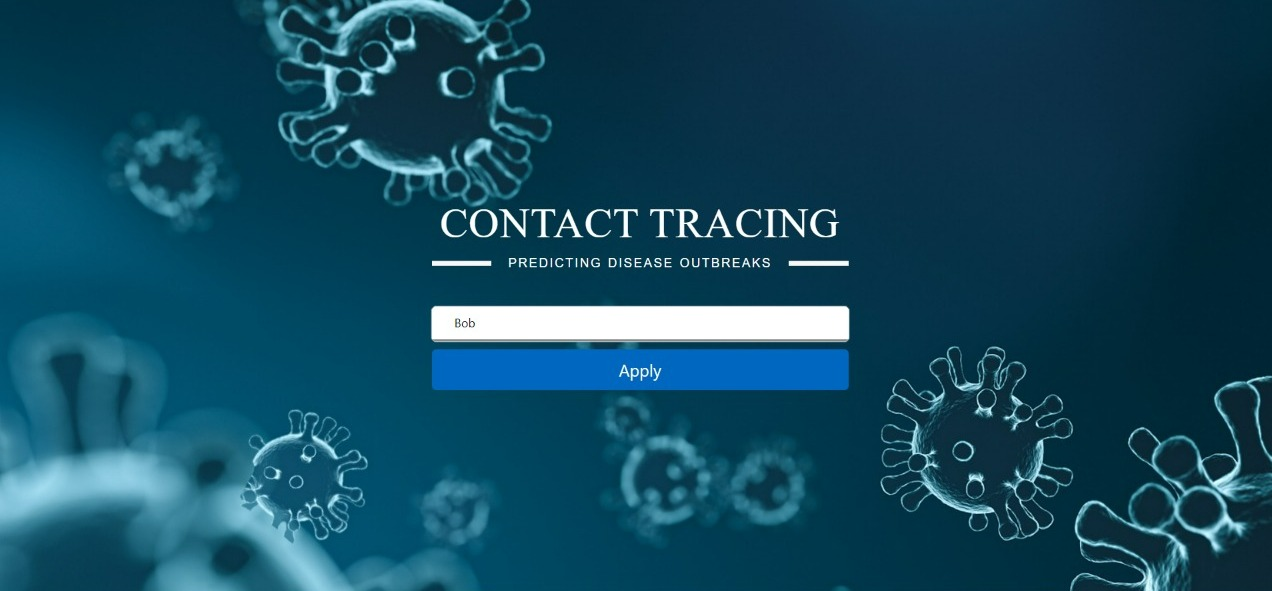 CONTACT TRACING
PREDICTING DISEASE OUTBREAKS
Bob
Apply